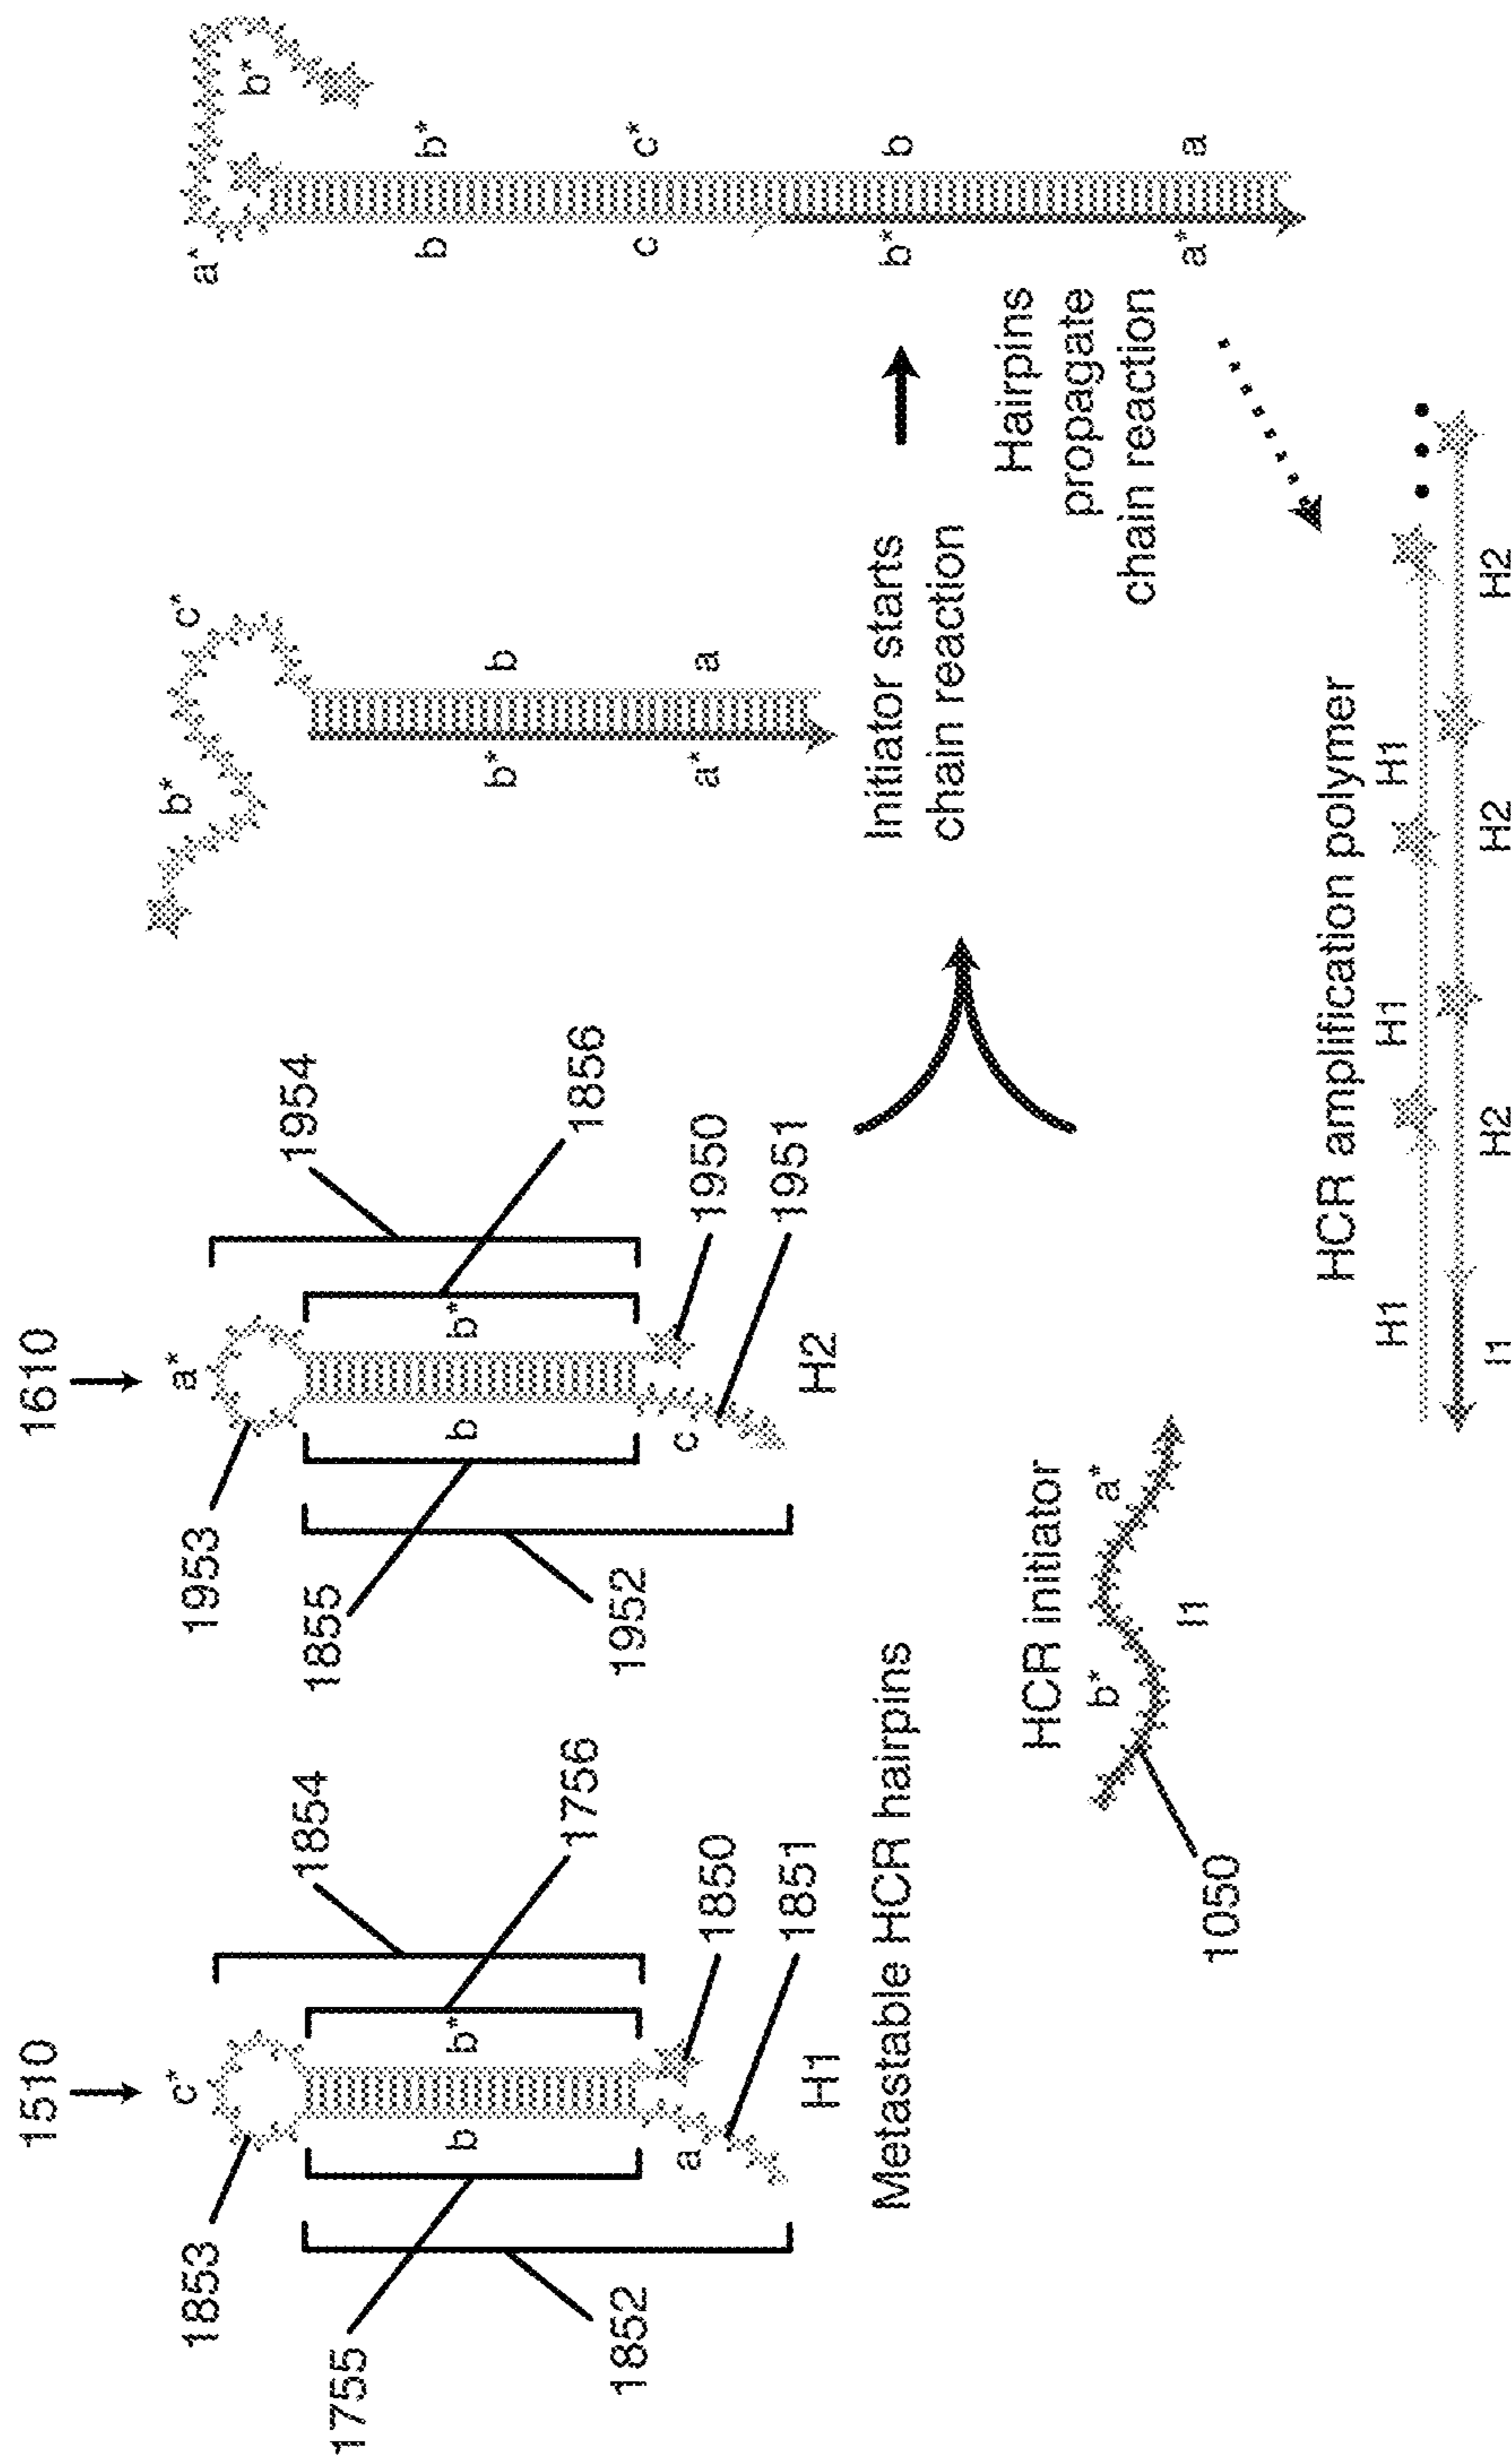 1510
1853
c*
1854
1755
b
b*
1756
1852
a
1850
1851
H1
1610
1953
a*
1954
1855
b
b*
1856
1952
c
1950
1951
H2
Metastable HCR hairpins
HCR initiator
b*
a*
I1
1050
b*
c*
b*
b
a*
a
Initiator starts
chain reaction
a*
b*
b
b*
c
c*
b*
b
a*
a
Hairpins
propagate
chain reaction
HCR amplification polymer
H1
H1
H1
I1
H2
H2
H2